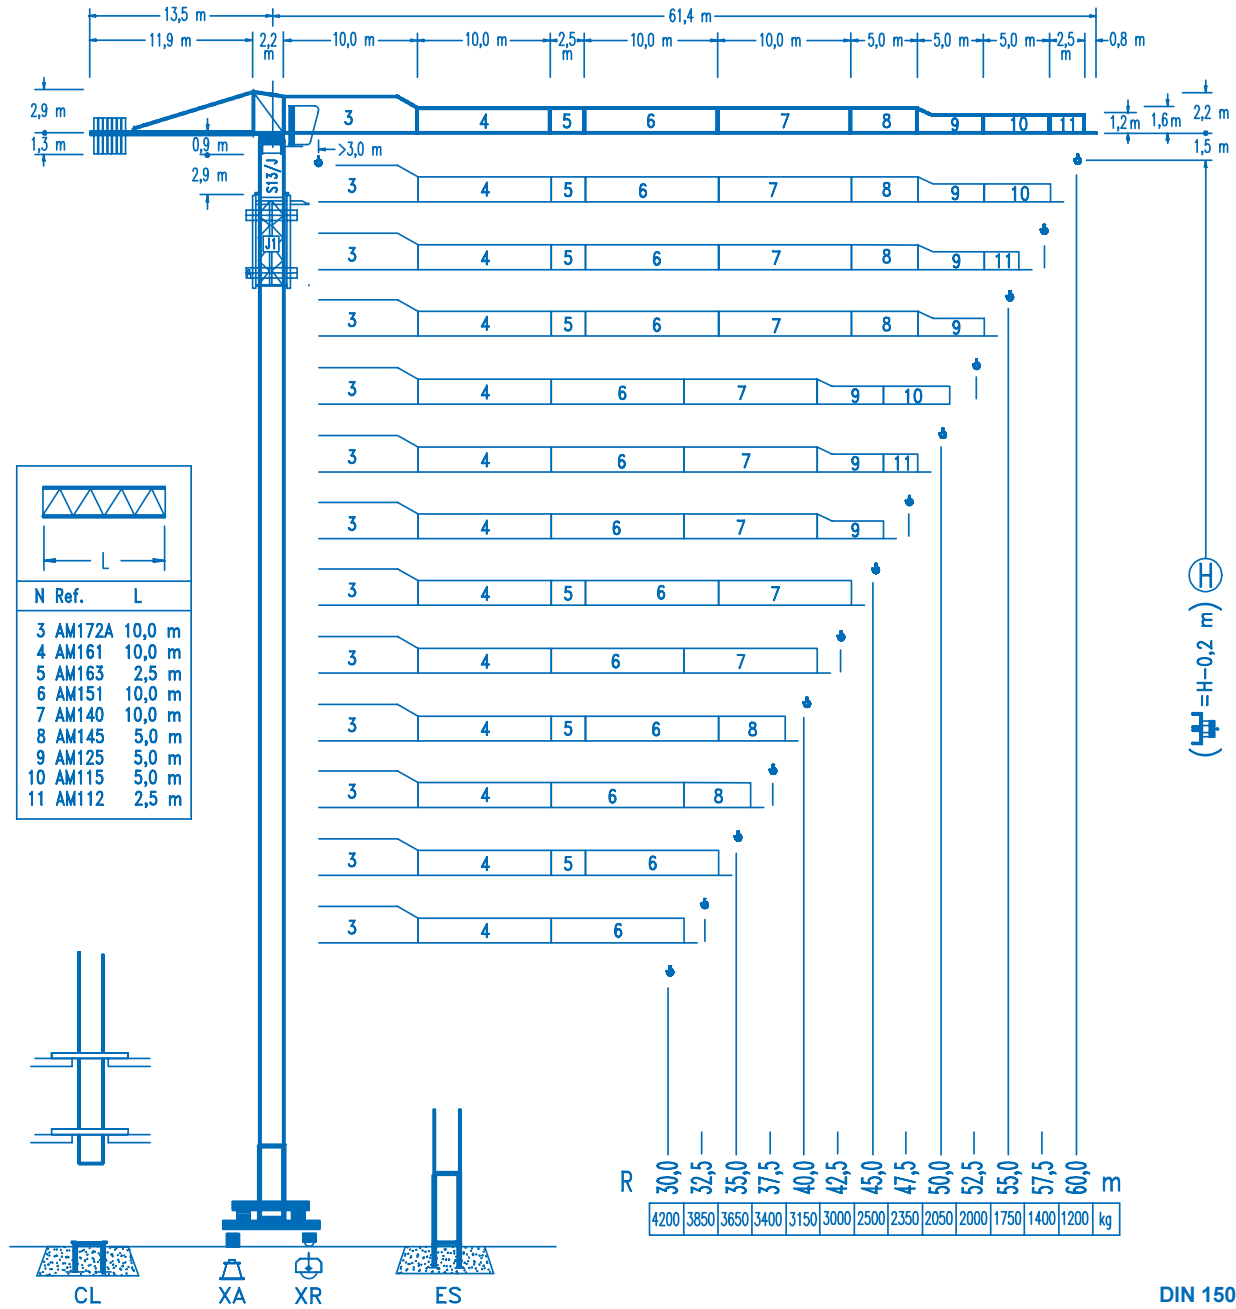 13,5 m 61,4 m
11,9 m 2,2 m 10,0 m 10,0 m 2,5 m 10,0 m 10,0 m 5,0 m 5,0 m 5,0 m 2,5 m 0,8 m
2,9 m 2,2 m
3 4 5 6 7 8 9 10 11 1,2m 1,6m
1,3 m 0,9 m >3,0 m 1,5 m
2,9 m S13/J
3 4 5 6 7 8 9 10
J1
3 4 5 6 7 8 9 11
3 4 5 6 7 8 9
3 4 6 7 9 10
3 4 6 7 9 11
3 4 6 7 9
3 4 5 6 7
3 4 6 7
3 4 5 6 8
3 4 6 8
3 4 5 6
3 4 6
L
N Ref. L
3 AM172A 10,0 m
4 AM161 10,0 m
5 AM163 2,5 m
6 AM151 10,0 m
7 AM140 10,0 m
8 AM145 5,0 m
9 AM125 5,0 m
10 AM115 5,0 m
11 AM112 2,5 m
H
( =H-0,2 m)
R 30,0 32,5 35,0 37,5 40,0 42,5 45,0 47,5 50,0 52,5 55,0 57,5 60,0 m
4200 3850 3650 3400 3150 3000 2500 2350 2050 2000 1750 1400 1200 kg
CL XA XR ES
DIN 150